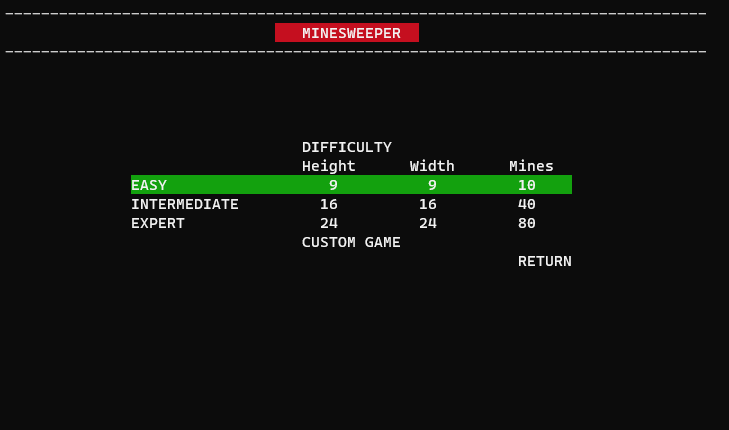 MINESWEEPER
DIFFICULTY
Height Width Mines
EASY 9 9 10
INTERMEDIATE 16 16 40
EXPERT 24 24 80
CUSTOM GAME
RETURN